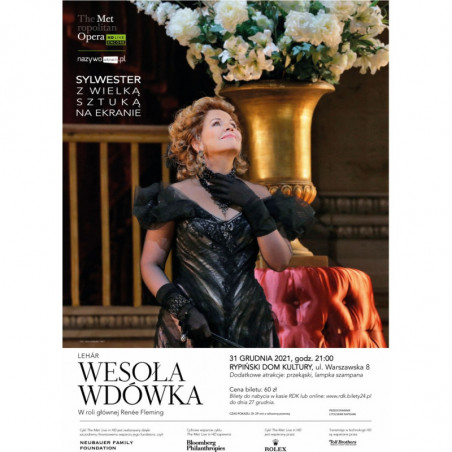 The Met
ropolitan
Opera HD LIVE
nazywo.pl
SYLWESTER
Z WIELKĄ
SZTUKĄ
NA EKRANIE
LEHÁR
WESOŁA
WDÓWKA
W roli głównej Renée Fleming
31 GRUDNIA 2021, godz. 21:00
RYPIŃSKI DOM KULTURY, ul. Warszawska 8
Dodatkowe atrakcje: przekąski, lampka szampana
Cena biletu: 60 zł
Bilety do nabycia w kasie RDK lub online: www.rdk.bilety24.pl
do dnia 27 grudnia.
NEUBAUER FAMILY
FOUNDATION
Bloomberg
Philanthropies
ROLEX
Toll Brothers